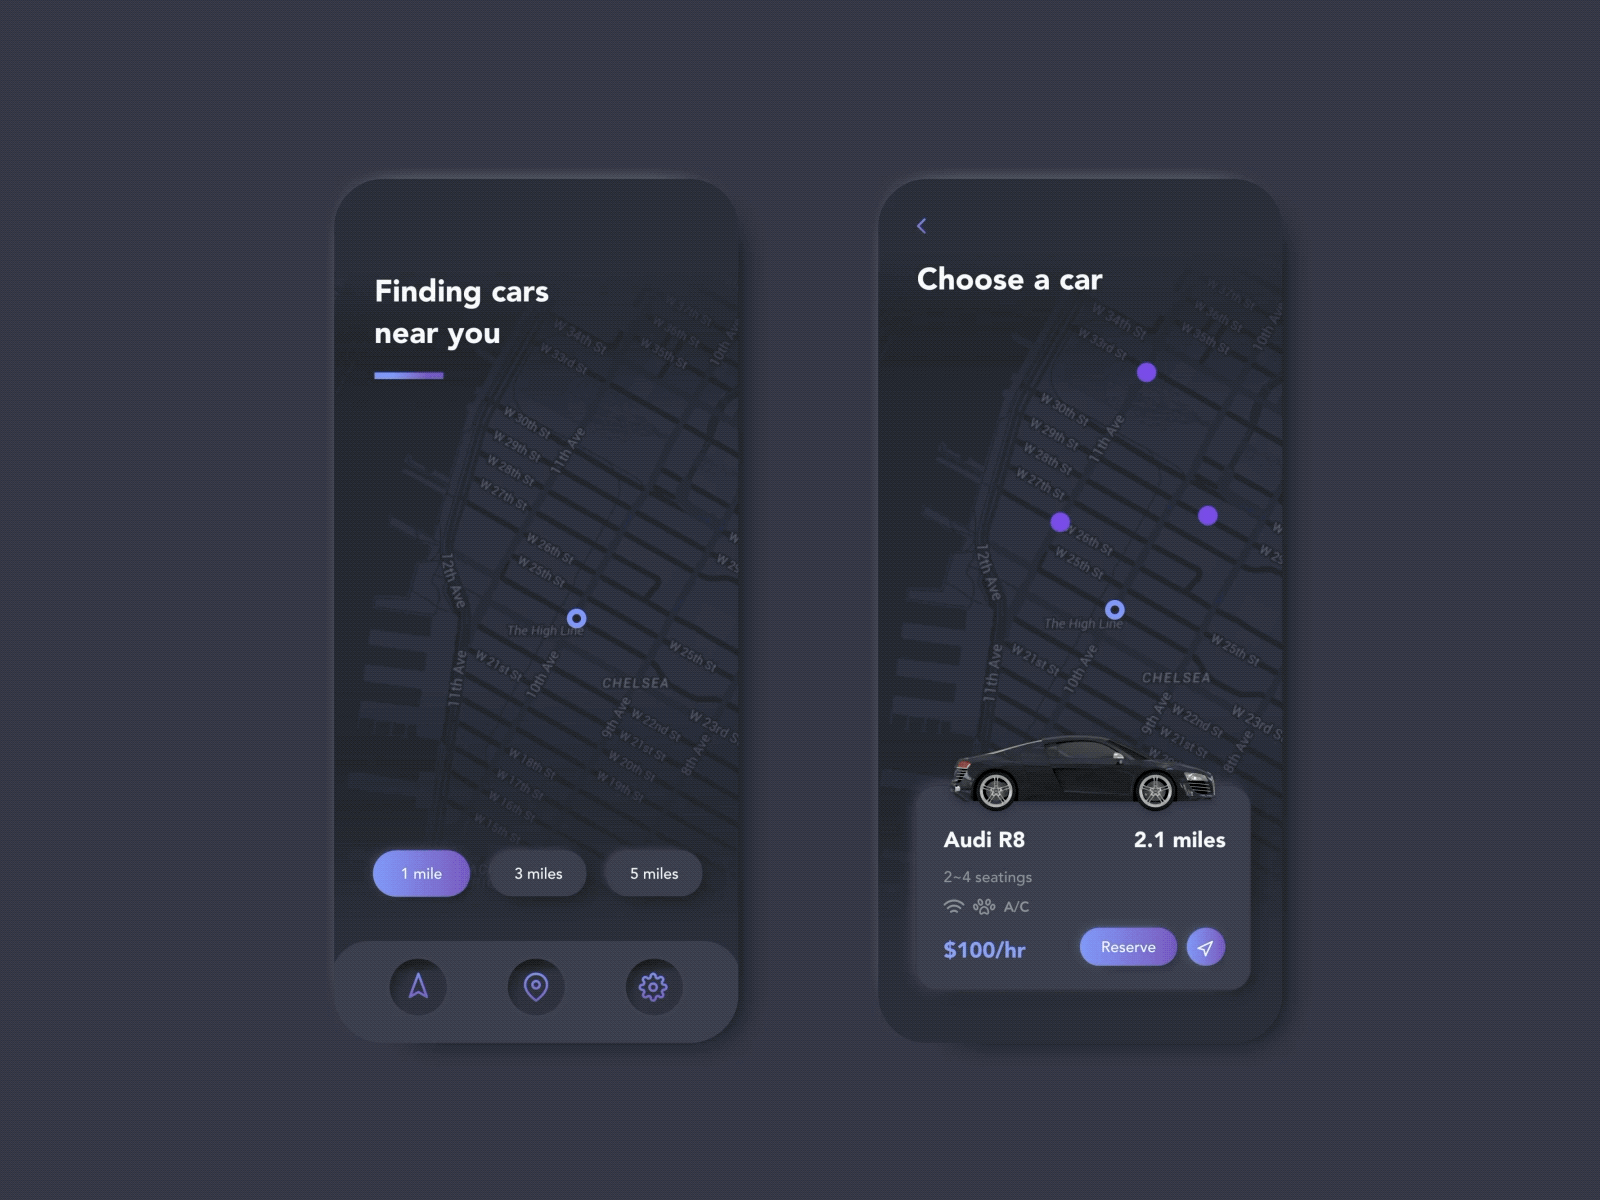 Finding cars
near you
W 34th St
W 33rd St
W 35th St
10th Ave
W 30th St
W 29th St
W 28th St
W 27th St
11th Ave
W 26th St
W 25th St
12th Ave
The High Line
W 21st St
10th Ave
11th Ave
W 25th St
CHELSEA
9th Ave
W 22nd St
W 23rd S
W 21st St
8th Ave
W 20th St
W 19th St
W 18th St
W 17th St
W 16th St
W 15th St
1 mile
3 miles
5 miles
Choose a car
W 34th St
W 33rd St
W 36th St
W 35th St
10th Ave
W 30th St
W 29th St
W 28th St
W 27th St
11th Ave
W 26th St
W 25th St
12th Ave
The High Line
W 21st St
10th Ave
11th Ave
W 25th St
CHELSEA
9th Ave
W 22nd St
W 23rd St
W 21st St
8th Ave
Audi R8
2.1 miles
2~4 seatings
A/C
$100/hr
Reserve